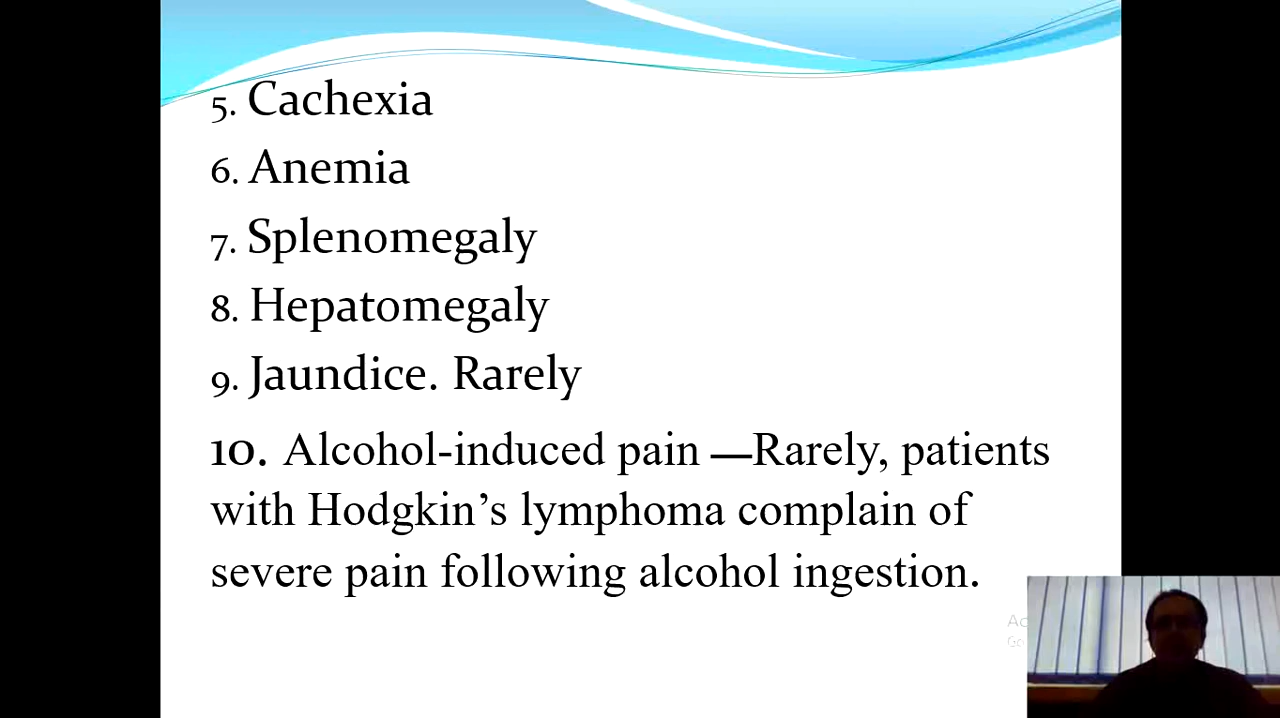 5. Cachexia
6. Anemia
7. Splenomegaly
8. Hepatomegaly
9. Jaundice. Rarely
10. Alcohol-induced pain —Rarely, patients
with Hodgkin’s lymphoma complain of
severe pain following alcohol ingestion.